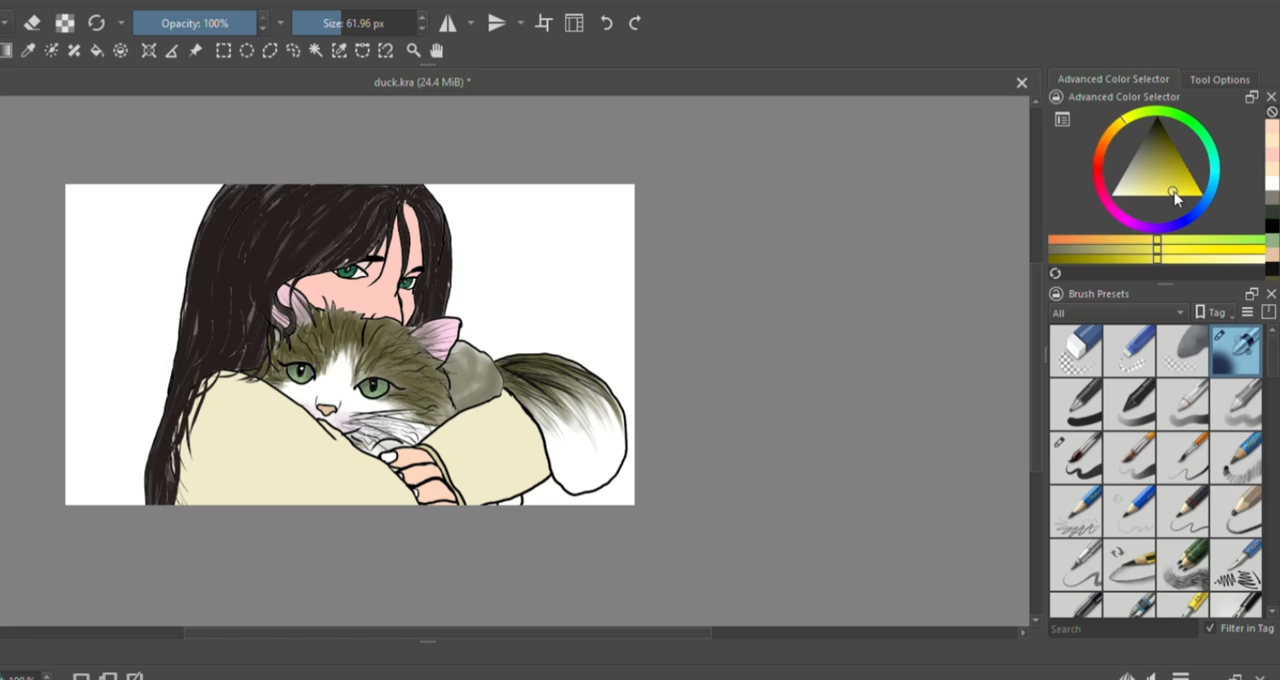 Opacity: 100%
Size: 61.96 px
duck.kra (24.4 MiB) *
Advanced Color Selector
Tool Options
Advanced Color Selector
Brush Presets
All
Tag
Search
Filter in Tag
100%